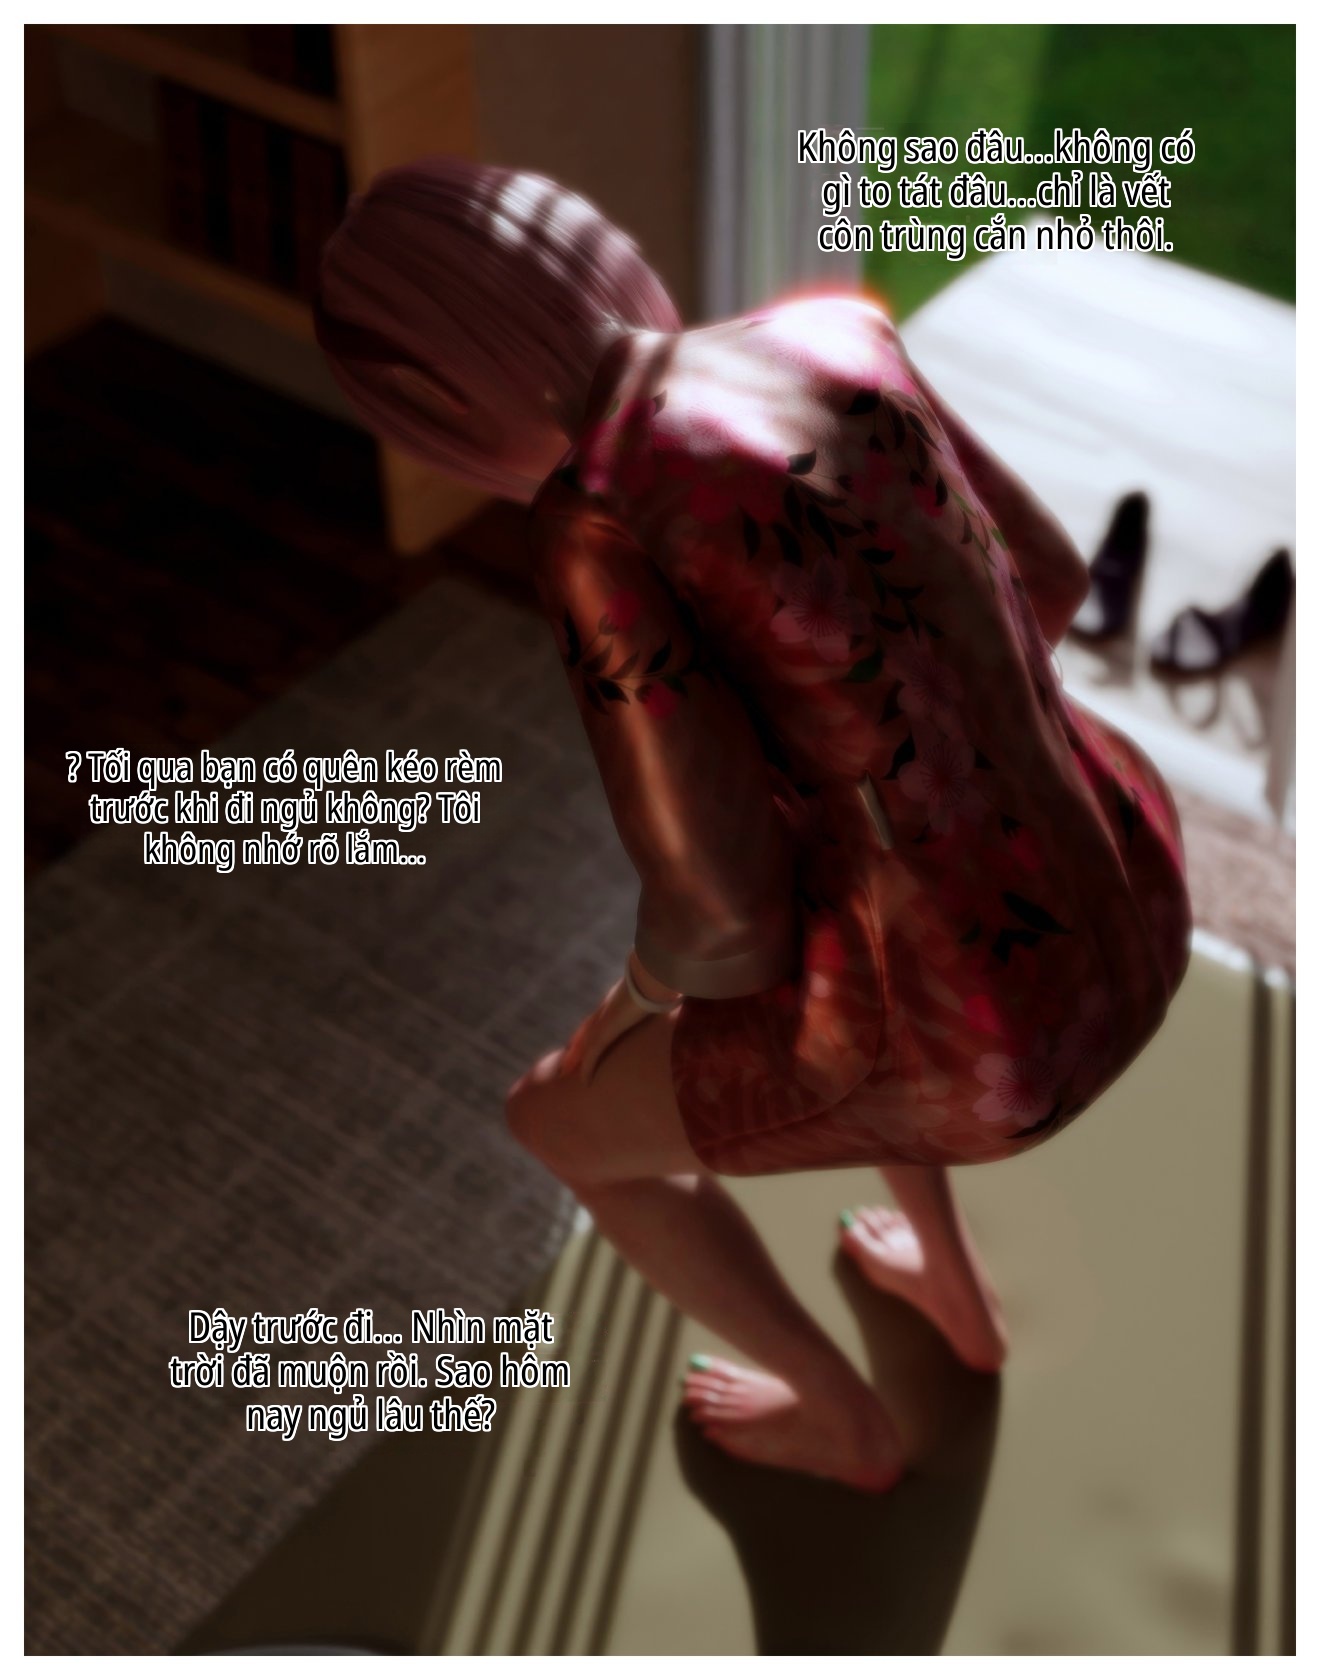 Không sao đâu...không có
gì to tát đâu...chỉ là vết
côn trùng cắn nhỏ thôi.
? Tối qua bạn có quên kéo rèm
trước khi đi ngủ không? Tôi
không nhớ rõ lắm...
Dậy trước đi... Nhìn mặt
trời đã muộn rồi. Sao hôm
nay ngủ lâu thế?